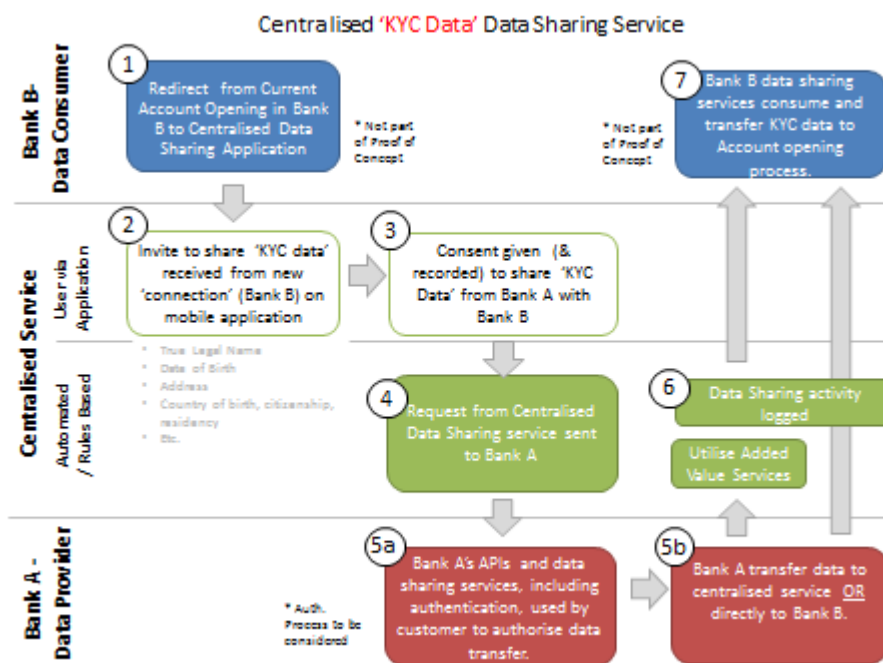 Centralised 'KYC Data' Data Sharing Service
Bank B-
Data Consumer
1
Redirect from Current
Account Opening in Bank
B to Centralised Data
Sharing Application
* Not part
of Proof of
Concept
* Not part
of Proof of
Concept
7
Bank B data sharing
services consume and
transfer KYC data to
Account opening
process.
Centralised Service
User via
Application
2
Invite to share 'KYC data'
received from new
'connection' (Bank B) on
mobile application
3
Consent given (&
recorded) to share 'KYC
Data' from Bank A with
Bank B
Automated
/ Rules Based
* True Legal Name
* Date of Birth
* Address
* Country of birth, citizenship,
residency
* Etc.
4
Request from Centralised
Data Sharing service sent
to Bank A
6
Data Sharing activity
logged
Utilise Added
Value Services
Bank A -
Data Provider
* Auth.
Process to be
considered
5a
Bank A's APIs and data
sharing services, including
authentication, used by
customer to authorise data
transfer.
5b
Bank A transfer data to
centralised service OR
directly to Bank B.